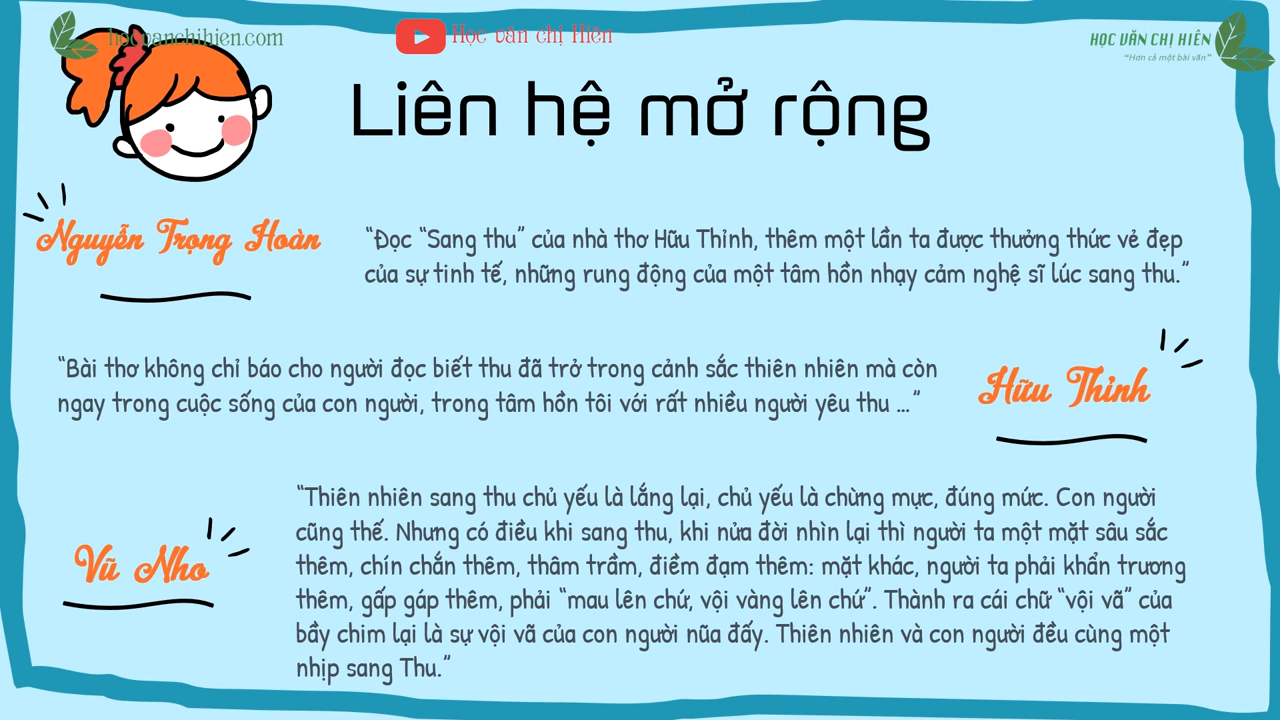 hocvanchihien.com
Học văn chị Hiên
HỌC VĂN CHỊ HIÊN
“Hơn cả một bài văn”
Liên hệ mở rộng
Nguyễn Trọng Hoàn
“Đọc “Sang thu” của nhà thơ Hữu Thỉnh, thêm một lần ta được thưởng thức vẻ đẹp
của sự tinh tế, những rung động của một tâm hồn nhạy cảm nghệ sĩ lúc sang thu.”
“Bài thơ không chỉ báo cho người đọc biết thu đã trở trong cảnh sắc thiên nhiên mà còn
ngay trong cuộc sống của con người, trong tâm hồn tôi với rất nhiều người yêu thu ...”
Hữu Thỉnh
Vũ Nho
“Thiên nhiên sang thu chủ yếu là lắng lại, chủ yếu là chừng mực, đúng mức. Con người
cũng thế. Nhưng có điều khi sang thu, khi nửa đời nhìn lại thì người ta một mặt sâu sắc
thêm, chín chắn thêm, thâm trầm, điềm đạm thêm: mặt khác, người ta phải khẩn trương
thêm, gấp gáp thêm, phải “mau lên chứ, vội vàng lên chứ”. Thành ra cái chữ “vội vã” của
bầy chim lại là sự vội vã của con người nũa đấy. Thiên nhiên và con người đều cùng một
nhịp sang Thu.”